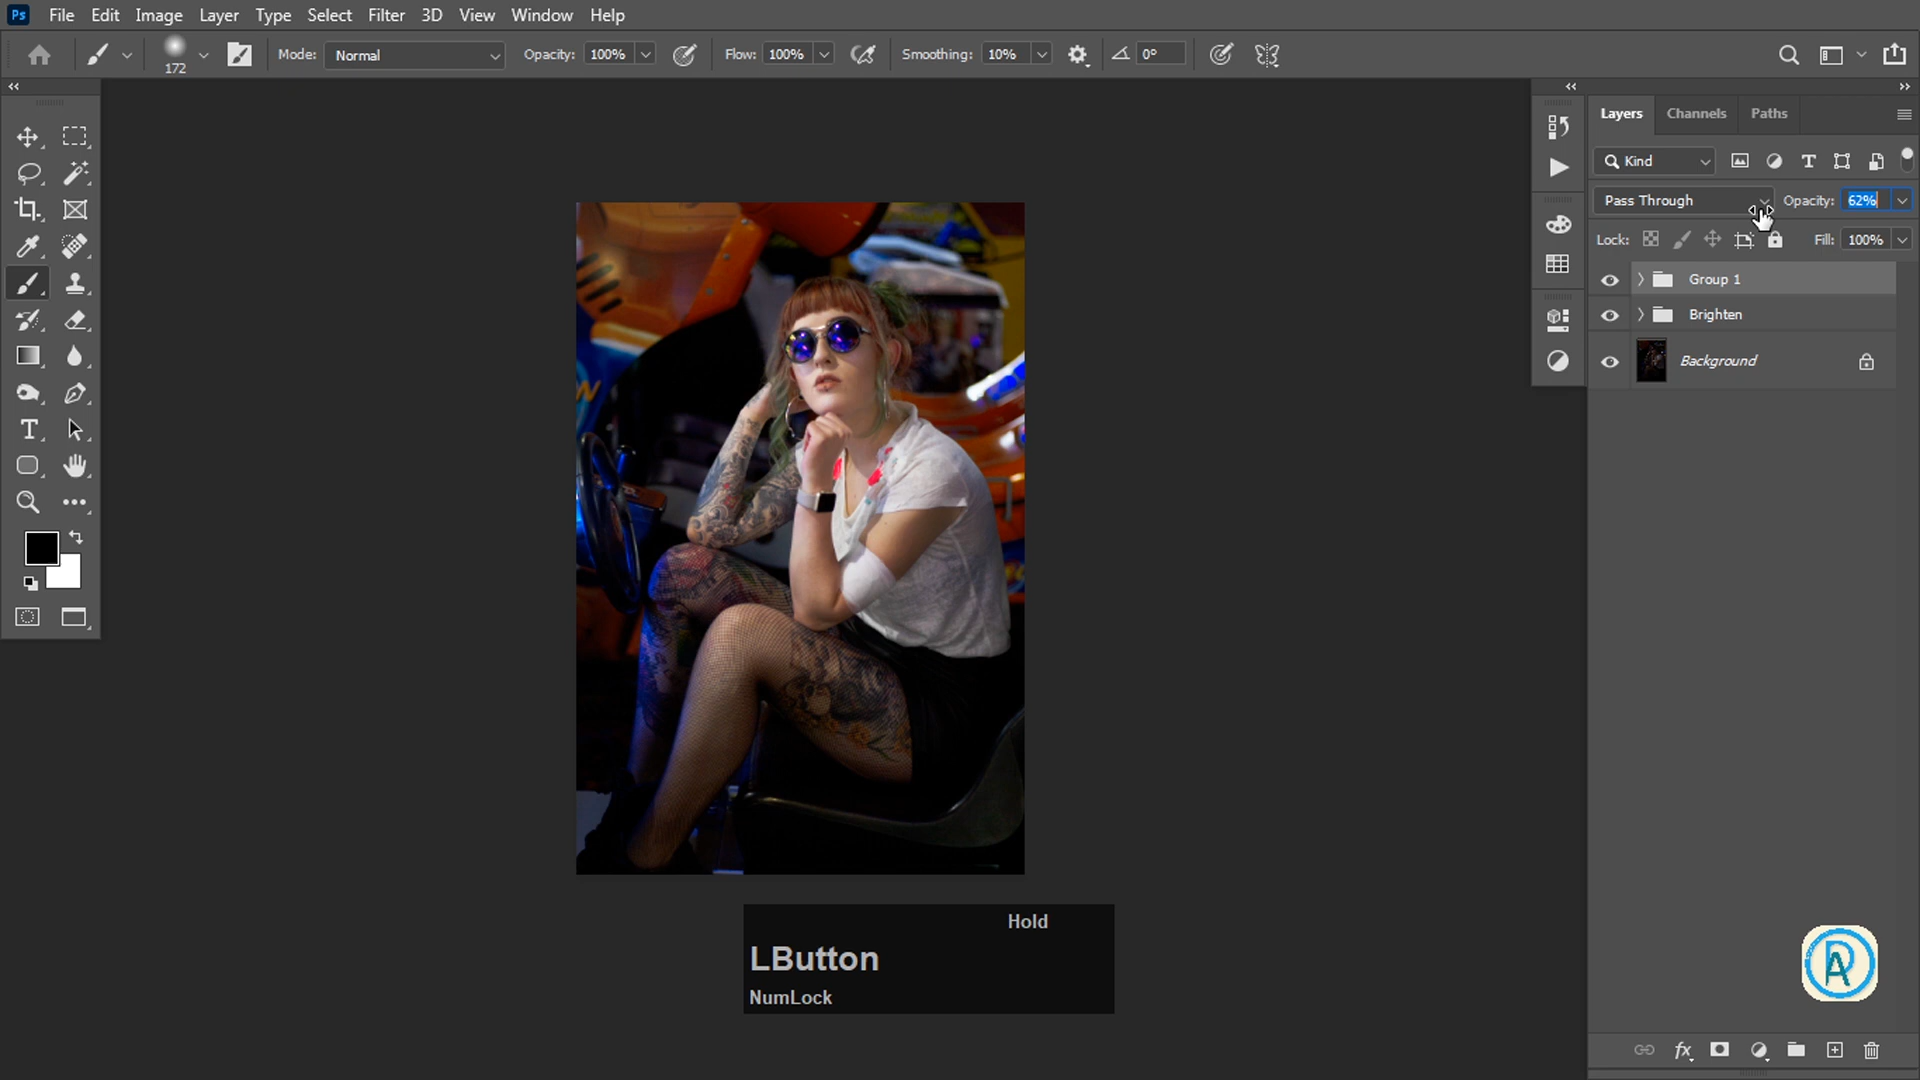 Ps File Edit Image Layer Type Select Filter 3D View Window Help
172 Mode: Normal Opacity: 100% Flow: 100% Smoothing: 10% 0°
Layers Channels Paths
Kind
Pass Through Opacity: 62%
Lock: Fill: 100%
Group 1
Brighten
Background
Hold
LButton
NumLock